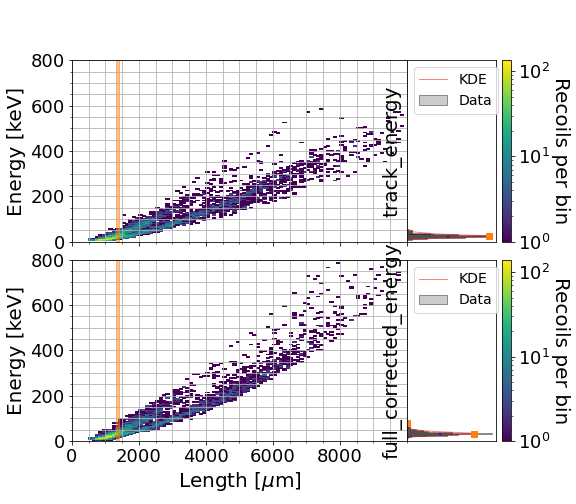 800
600
400
200
0
Energy [keV]
track_energy
KDE
Data
10²
10¹
10⁰
Recoils per bin
800
600
400
200
0
Energy [keV]
full_corrected_energy
KDE
Data
10²
10¹
10⁰
Recoils per bin
0 2000 4000 6000 8000
Length [μm]